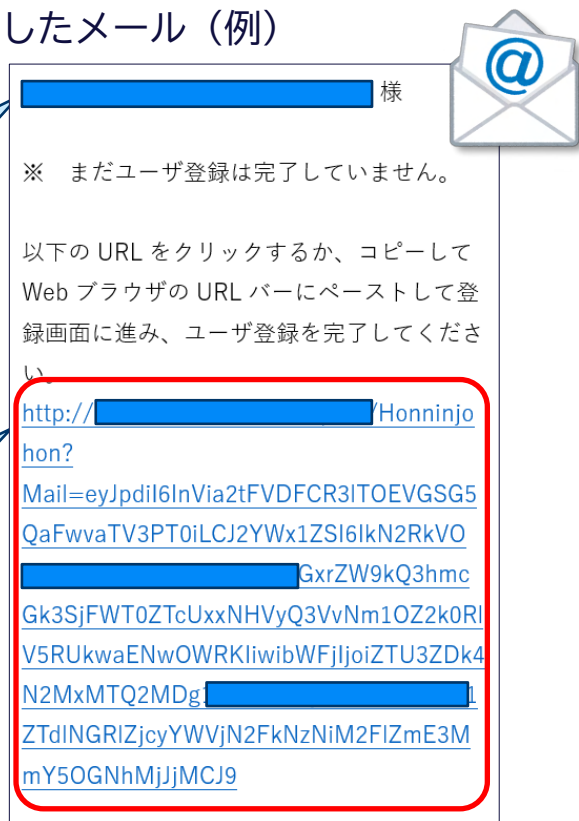 したメール（例）
@
様
※　まだユーザ登録は完了していません。
以下の URL をクリックするか、コピーして
Web ブラウザの URL バーにペーストして登
録画面に進み、ユーザ登録を完了してくださ
い。
http:// /Honninjo
hon?
Mail=eyJpdiI6InVia2tFVDFCR3lTOEVGSG5
QaFwvaTV3PT0iLCJ2YWx1ZSI6IkN2RkVO
GxrZW9kQ3hmc
Gk3SjFWT0ZTcUxxNHVyQ3VvNm1OZ2k0Rl
V5RUkwaENwOWRKIiwibWFjIjoiZTU3ZDk4
N2MxMTQ2MDg1 1
ZTdlNGRlZjcyYWVjN2FkNzNiM2FlZmE3M
mY5OGNhMjJjMCJ9